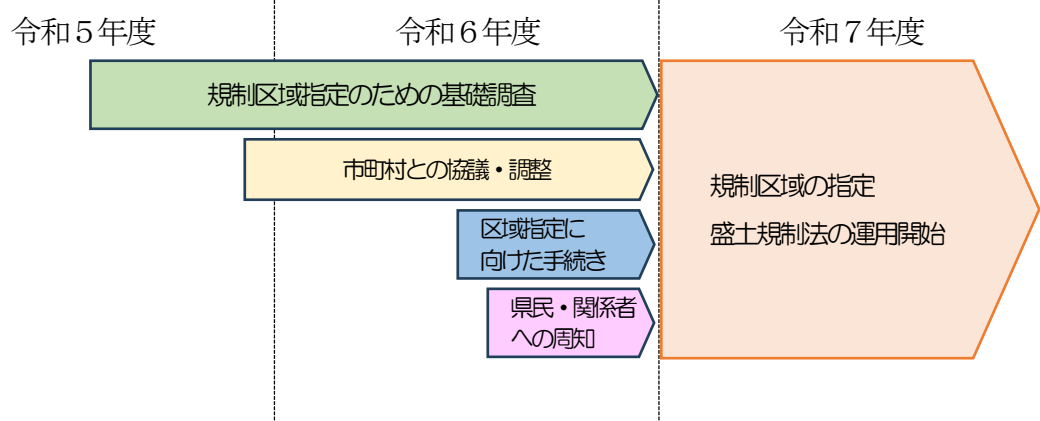 令和５年度
令和６年度
令和７年度
規制区域指定のための基礎調査
市町村との協議・調整
区域指定に
向けた手続き
県民・関係者
への周知
規制区域の指定
盛土規制法の運用開始